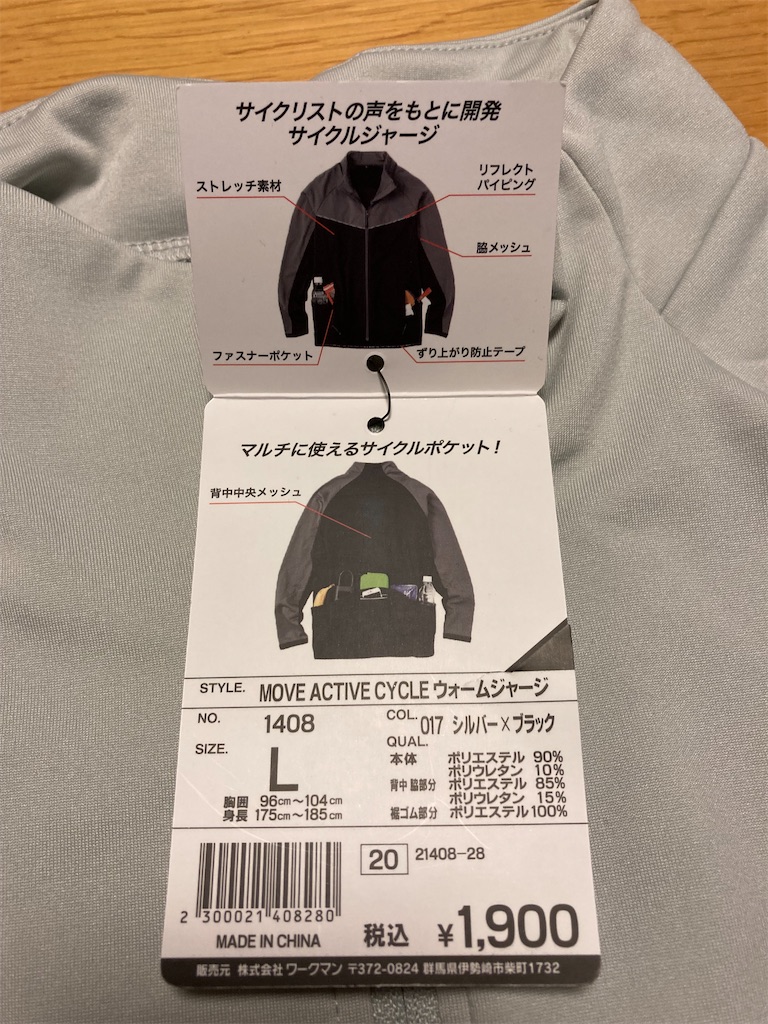 サイクリストの声をもとに開発
サイクルジャージ
ストレッチ素材
リフレクト
パイピング
脇メッシュ
ファスナーポケット
ずり上がり防止テープ
マルチに使えるサイクルポケット!
背中中央メッシュ
STYLE. MOVE ACTIVE CYCLE ウォームジャージ
NO. 1408
COL. 017 シルバー×ブラック
SIZE. L
胸囲 96cm～104cm
身長 175cm～185cm
QUAL.
本体 ポリエステル 90%
ポリウレタン 10%
背中 脇部分 ポリエステル 85%
ポリウレタン 15%
裾ゴム部分 ポリエステル100%
20 21408-28
2 300021 408280
MADE IN CHINA
税込 ¥1,900
販売元 株式会社 ワークマン 〒372-0824 群馬県伊勢崎市柴町1732